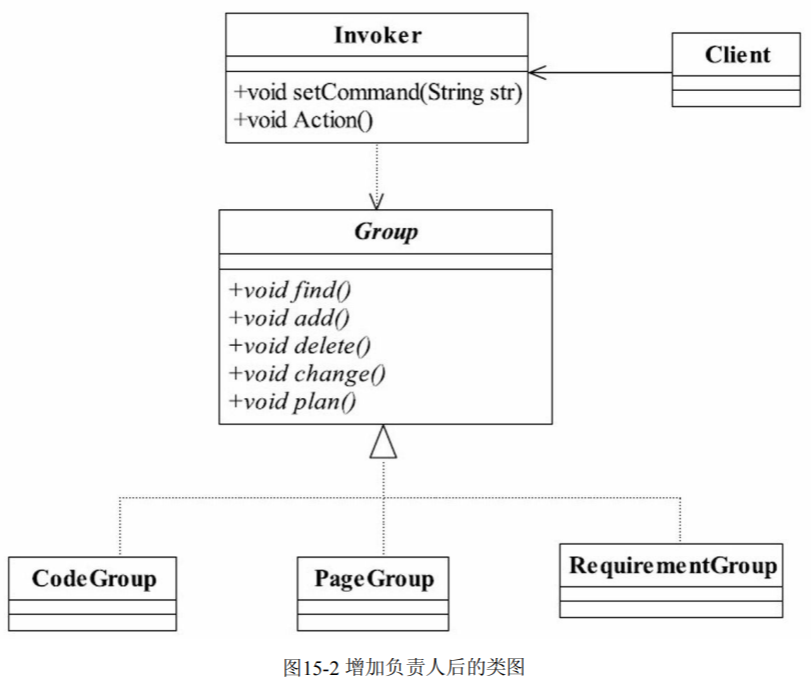 Invoker
+void setCommand(String str)
+void Action()
Client
Group
+void find()
+void add()
+void delete()
+void change()
+void plan()
CodeGroup
PageGroup
RequirementGroup
图15-2 增加负责人后的类图